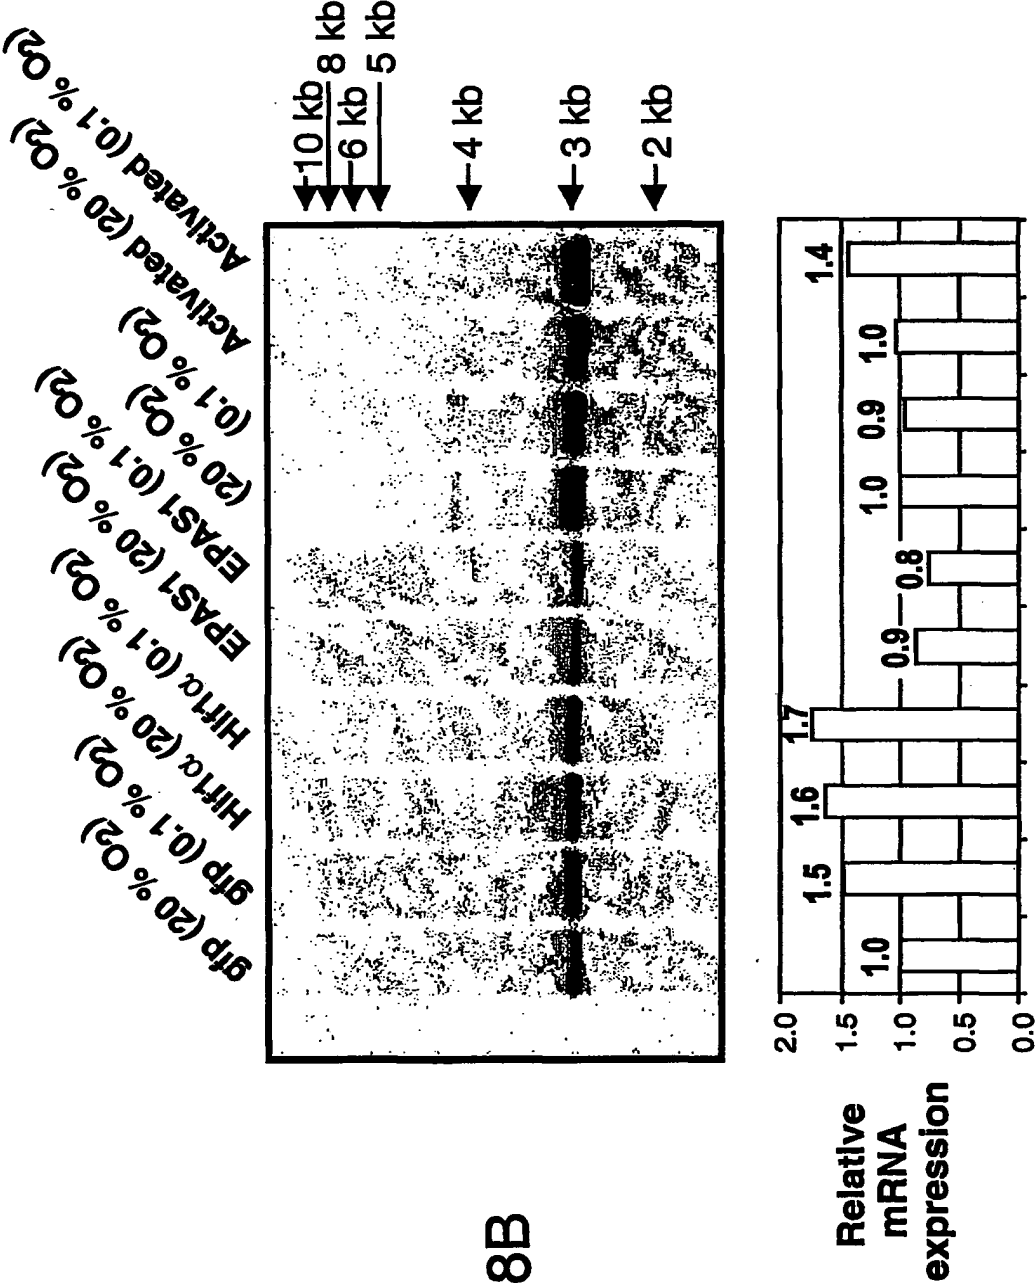 8B
gfp (20 % O2)
gfp (0.1 % O2)
Hif1α (20 % O2)
Hif1α (0.1 % O2)
EPAS1 (20 % O2)
EPAS1 (0.1 % O2)
(20 % O2)
(0.1 % O2)
Activated (20 % O2)
Activated (0.1 % O2)
10 kb
8 kb
6 kb
5 kb
4 kb
3 kb
2 kb
Relative
mRNA
expression
2.0
1.5
1.0
0.5
0.0
1.0
1.5
1.6
1.7
0.9
0.8
1.0
0.9
1.0
1.4